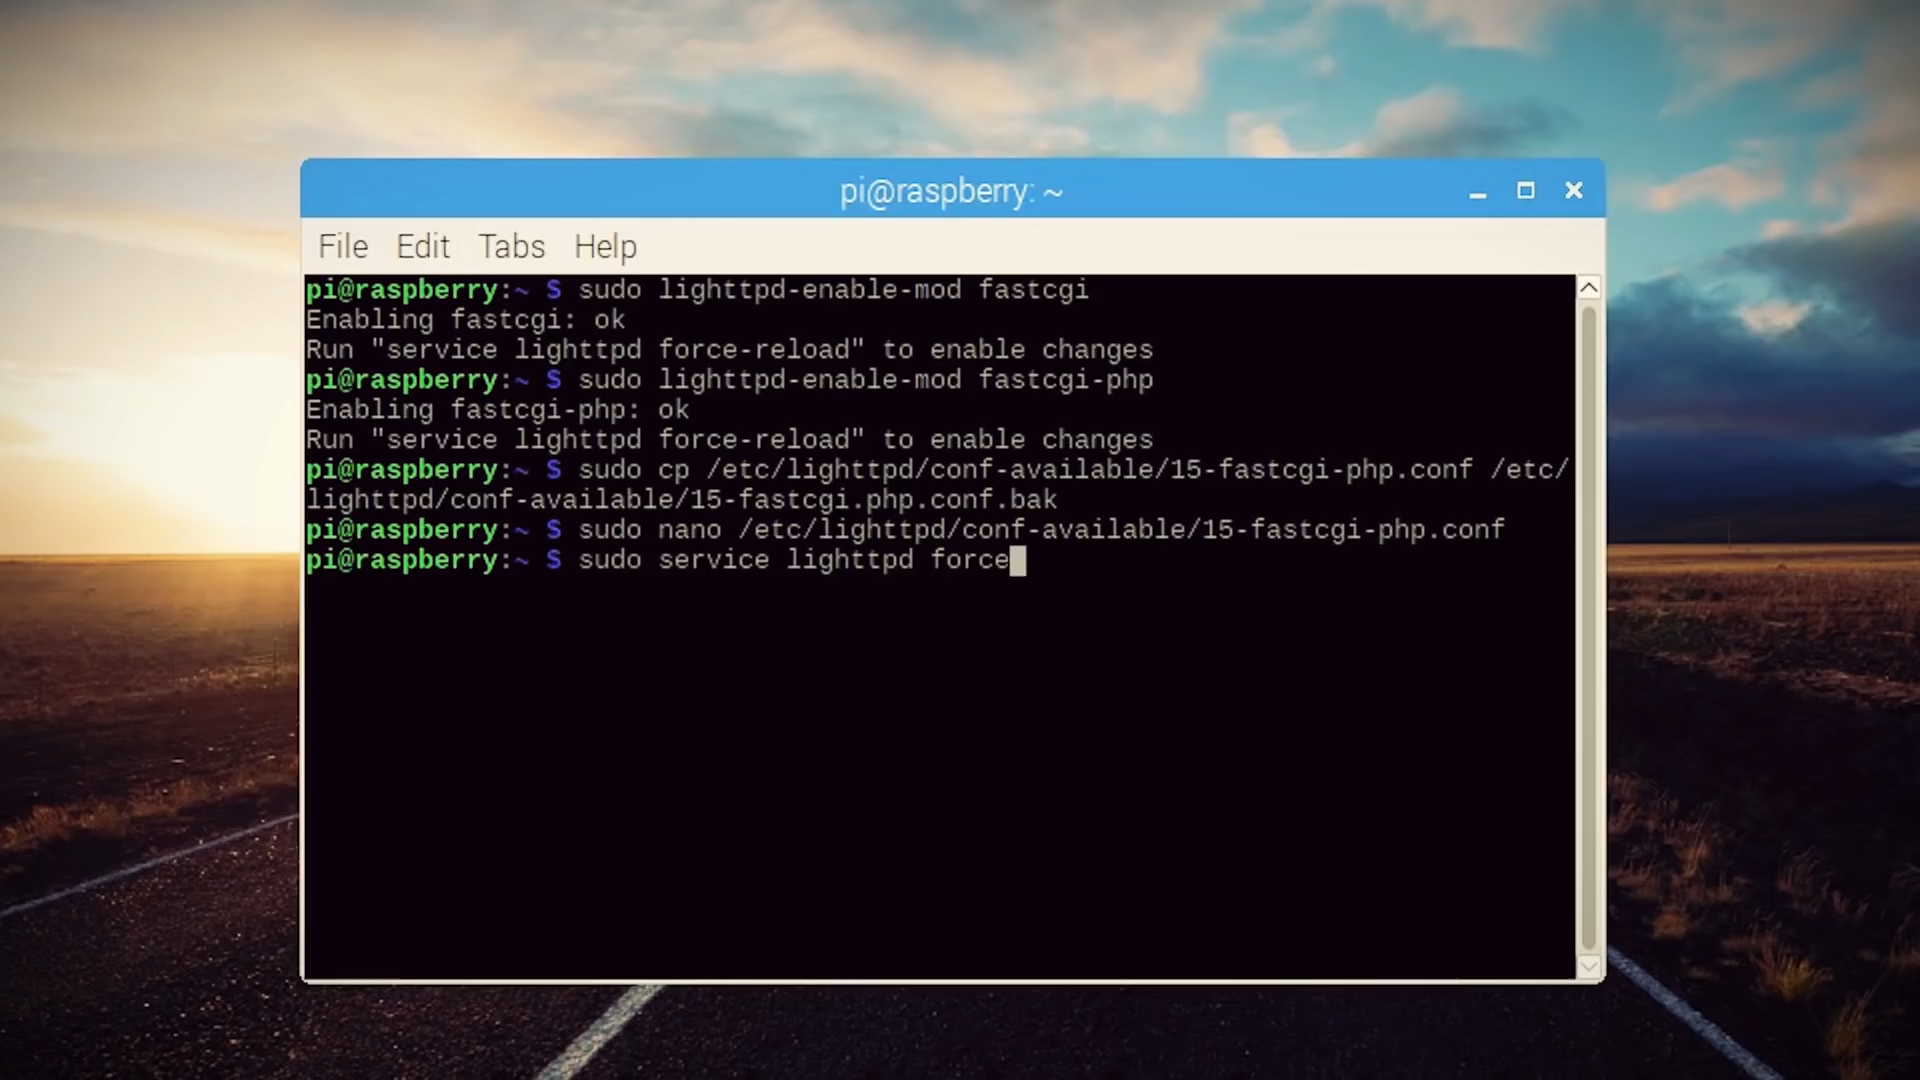 pi@raspberry: ~
File Edit Tabs Help
pi@raspberry:~ $ sudo lighttpd-enable-mod fastcgi
Enabling fastcgi: ok
Run "service lighttpd force-reload" to enable changes
pi@raspberry:~ $ sudo lighttpd-enable-mod fastcgi-php
Enabling fastcgi-php: ok
Run "service lighttpd force-reload" to enable changes
pi@raspberry:~ $ sudo cp /etc/lighttpd/conf-available/15-fastcgi-php.conf /etc/
lighttpd/conf-available/15-fastcgi.php.conf.bak
pi@raspberry:~ $ sudo nano /etc/lighttpd/conf-available/15-fastcgi-php.conf
pi@raspberry:~ $ sudo service lighttpd force